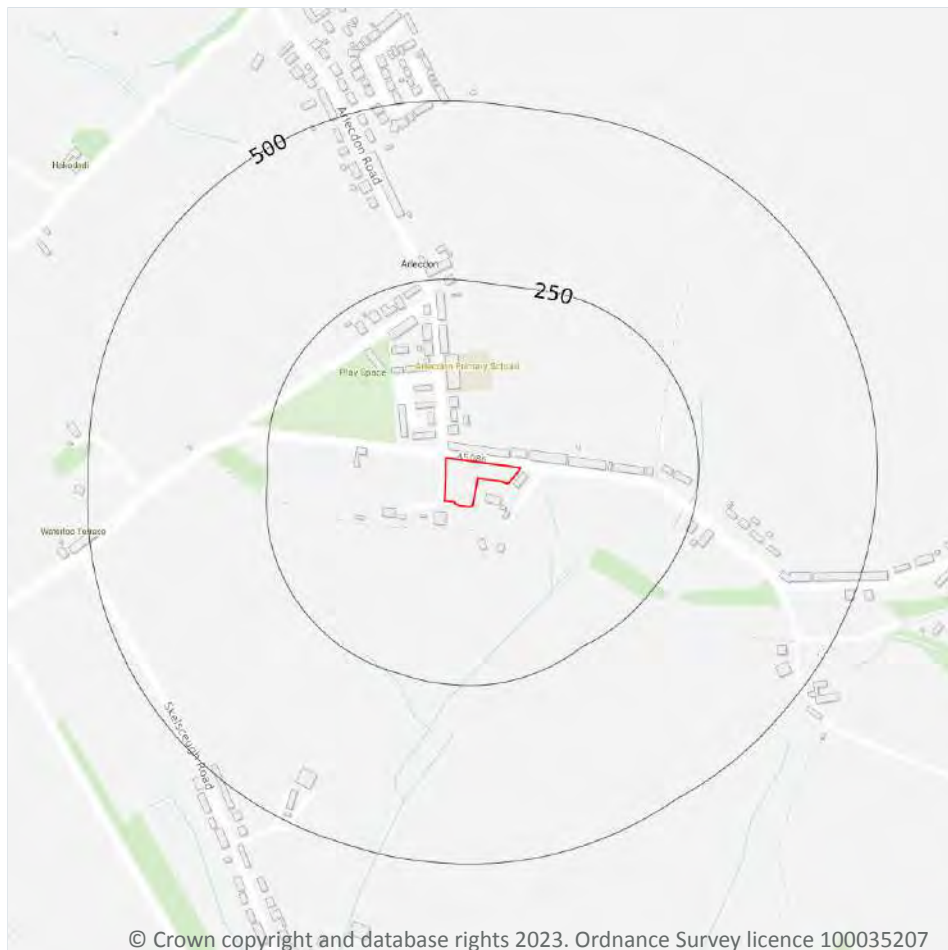 500
Arlecdon Road
Hakodadi
Arlecdon
250
Play Space
Arlecdon Primary School
A5086
Waterloo Terrace
Skelsceugh Road
© Crown copyright and database rights 2023. Ordnance Survey licence 100035207